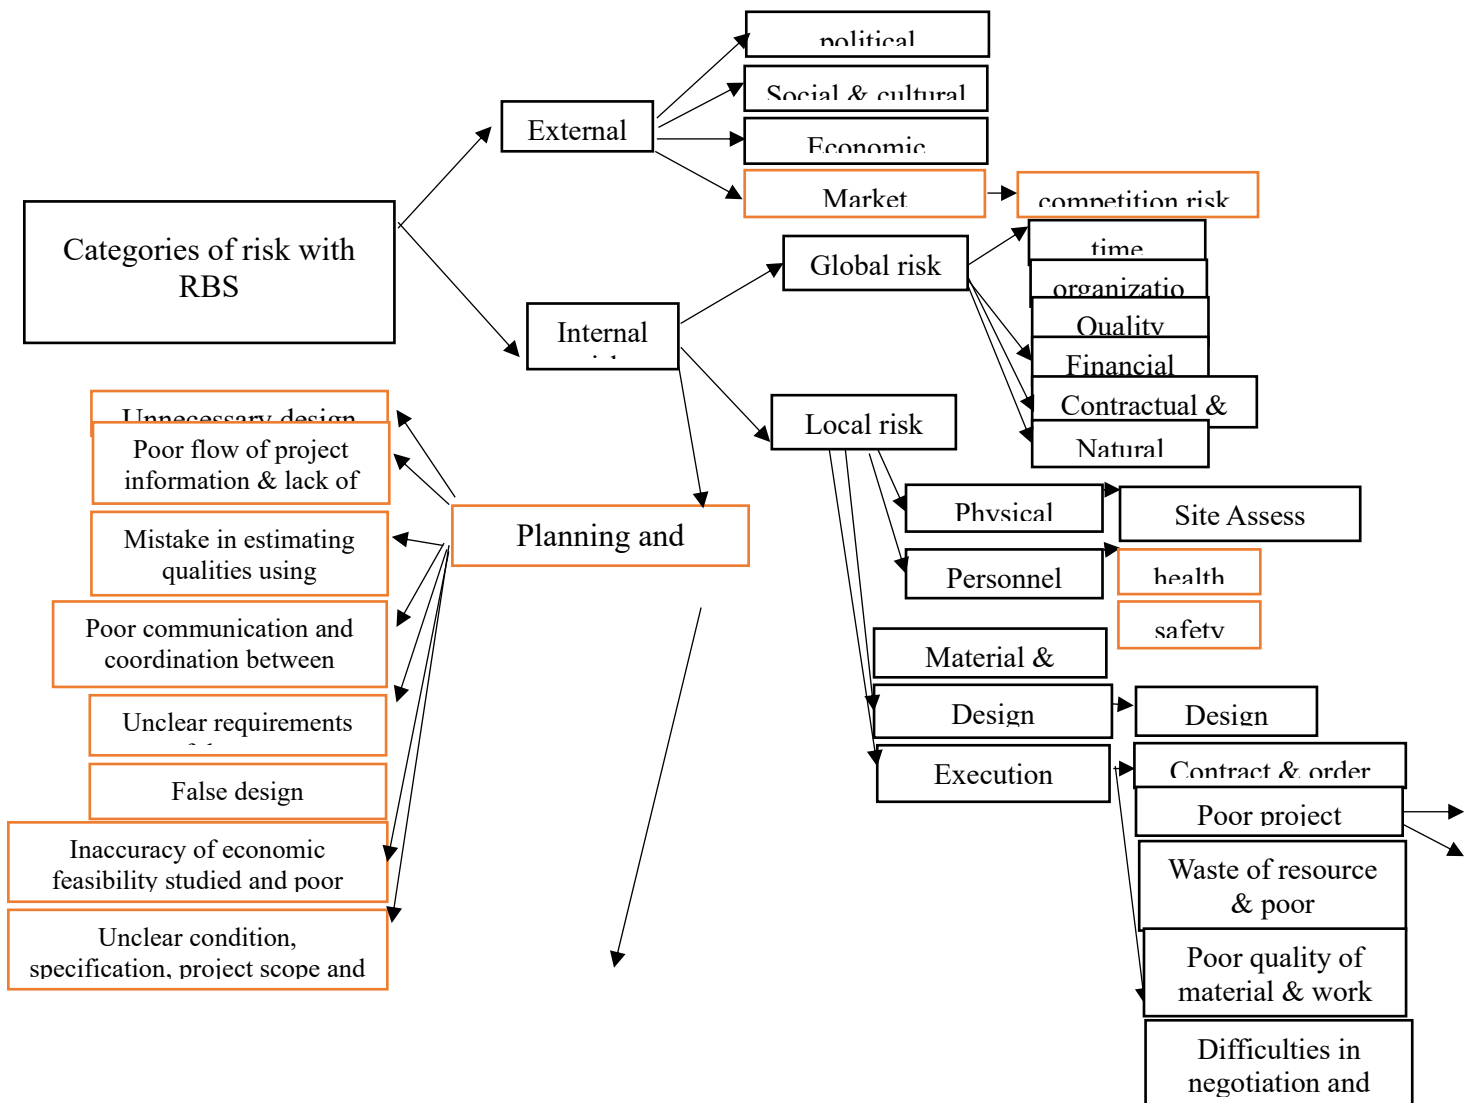 political
Social & cultural
External
Economic
Market
competition risk
Categories of risk with
RBS
Global risk
time
organizatio
Quality
Internal
Financial
Contractual &
Natural
Local risk
Unnecessary design
Poor flow of project
information & lack of
Planning and
Mistake in estimating
qualities using
Physical
Site Assess
Personnel
health
safety
Poor communication and
coordination between
Material &
Unclear requirements
Design
Design
False design
Execution
Contract & order
Poor project
Inaccuracy of economic
feasibility studied and poor
Waste of resource
& poor
Unclear condition,
specification, project scope and
Poor quality of
material & work
Difficulties in
negotiation and